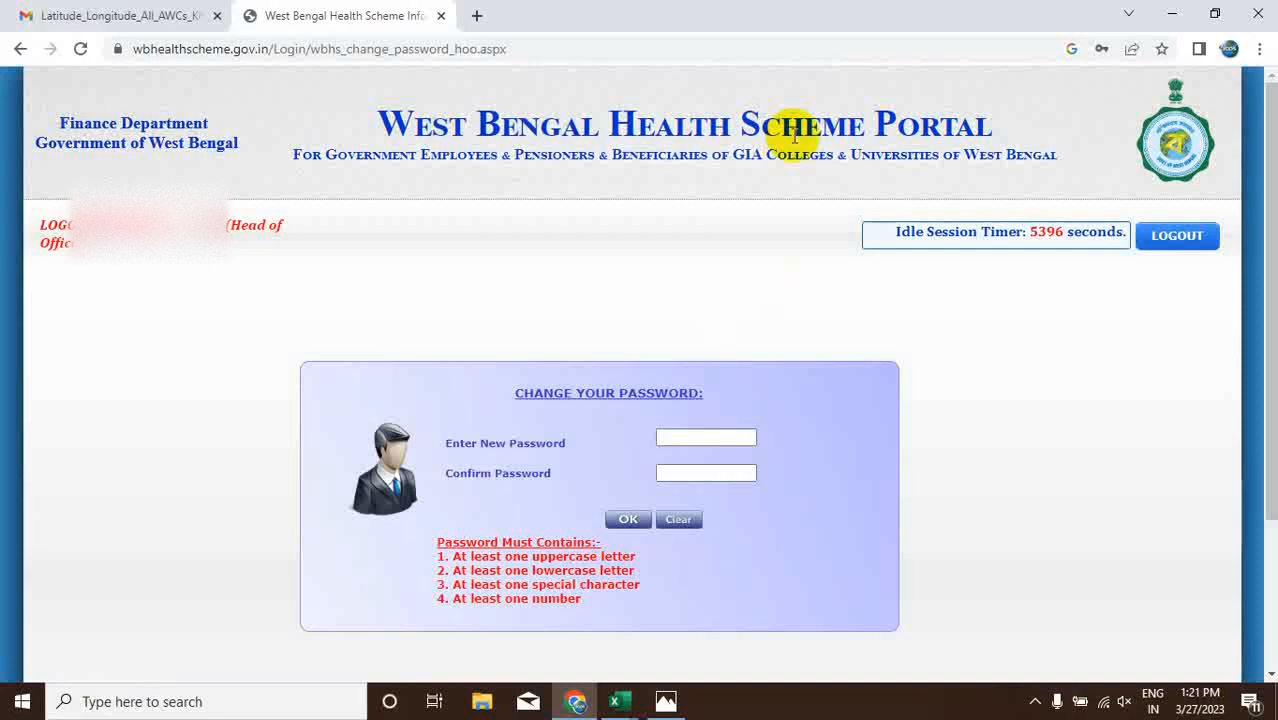 Latitude_Longitude_All_AWCs_K
West Bengal Health Scheme Info
wbhealthscheme.gov.in/Login/wbhs_change_password_hoo.aspx
Finance Department
Government of West Bengal
West Bengal Health Scheme Portal
For Government Employees & Pensioners & Beneficiaries of GIA Colleges & Universities of West Bengal
(Head of
Idle Session Timer: 5396 seconds.
LOGOUT
CHANGE YOUR PASSWORD:
Enter New Password
Confirm Password
OK
Clear
Password Must Contains:-
1. At least one uppercase letter
2. At least one lowercase letter
3. At least one special character
4. At least one number
Type here to search
ENG
IN
1:21 PM
3/27/2023
11